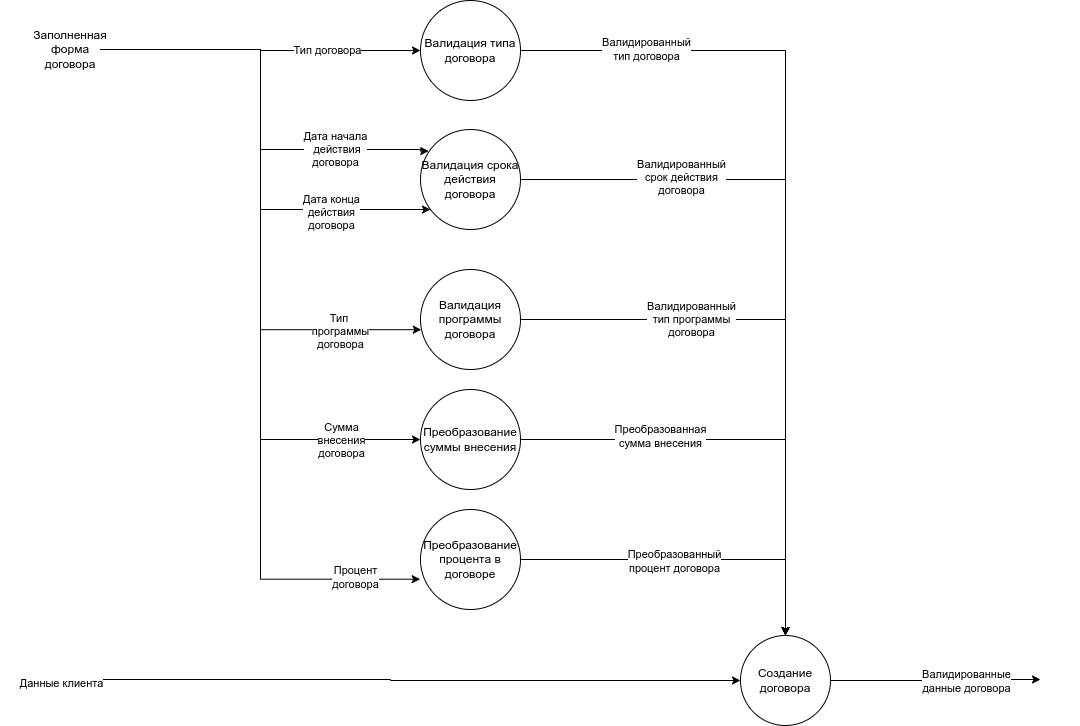 Заполненная
форма
договора
Тип договора
Валидация типа
договора
Валидированный
тип договора
Дата начала
действия
договора
Дата конца
действия
договора
Валидация срока
действия
договора
Валидированный
срок действия
договора
Тип
программы
договора
Валидация
программы
договора
Валидированный
тип программы
договора
Сумма
внесения
договора
Преобразование
суммы внесения
Преобразованная
сумма внесения
Процент
договора
Преобразование
процента в
договоре
Преобразованный
процент договора
Данные клиента
Создание
договора
Валидированные
данные договора